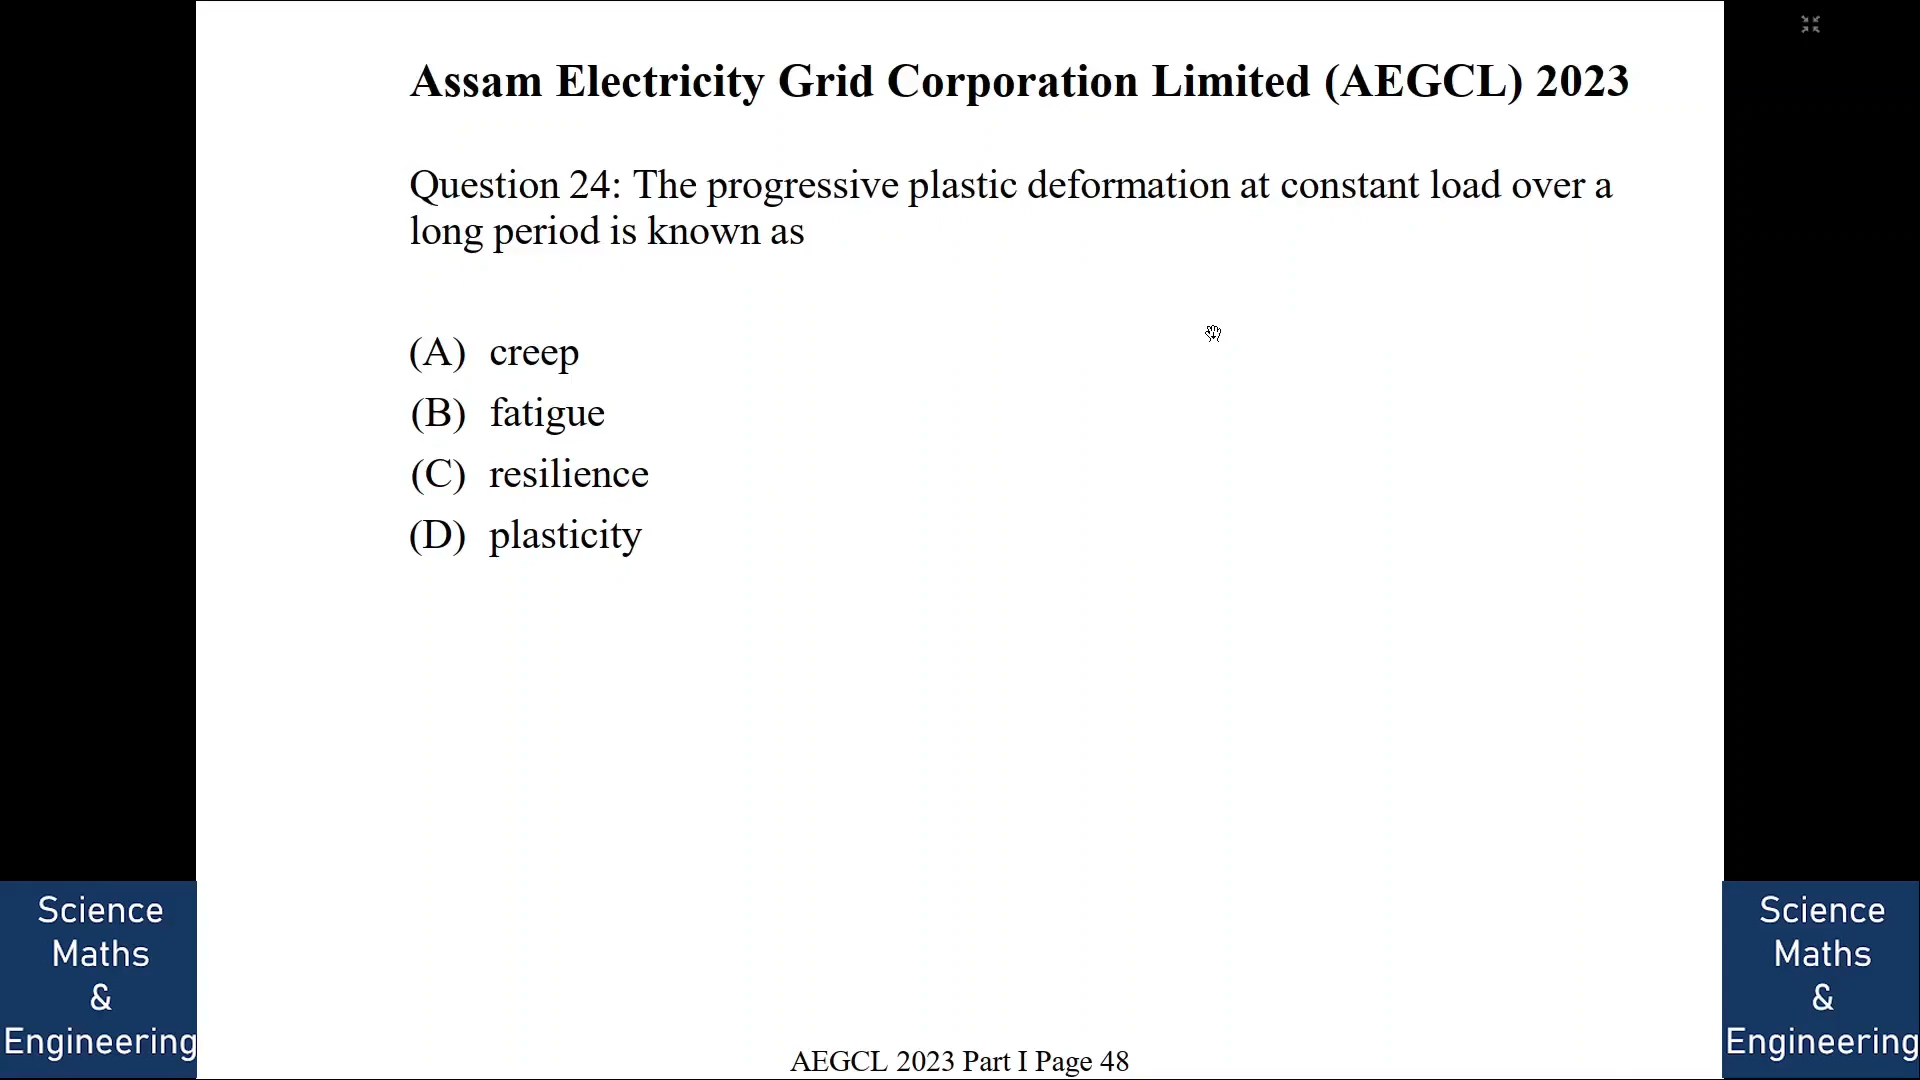 Assam Electricity Grid Corporation Limited (AEGCL) 2023
Question 24: The progressive plastic deformation at constant load over a
long period is known as
(A) creep
(B) fatigue
(C) resilience
(D) plasticity
Science
Maths
&
Engineering
Science
Maths
&
Engineering
AEGCL 2023 Part I Page 48